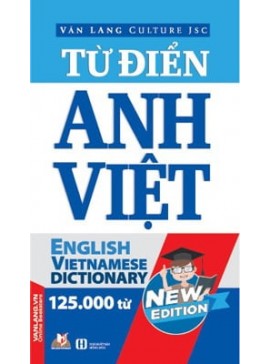 VĂN LANG CULTURE JSC
TỪ ĐIỂN
ANH
VIỆT
ENGLISH
VIETNAMESE
DICTIONARY
125.000 từ
NEW
EDITION
VANLANG.VN